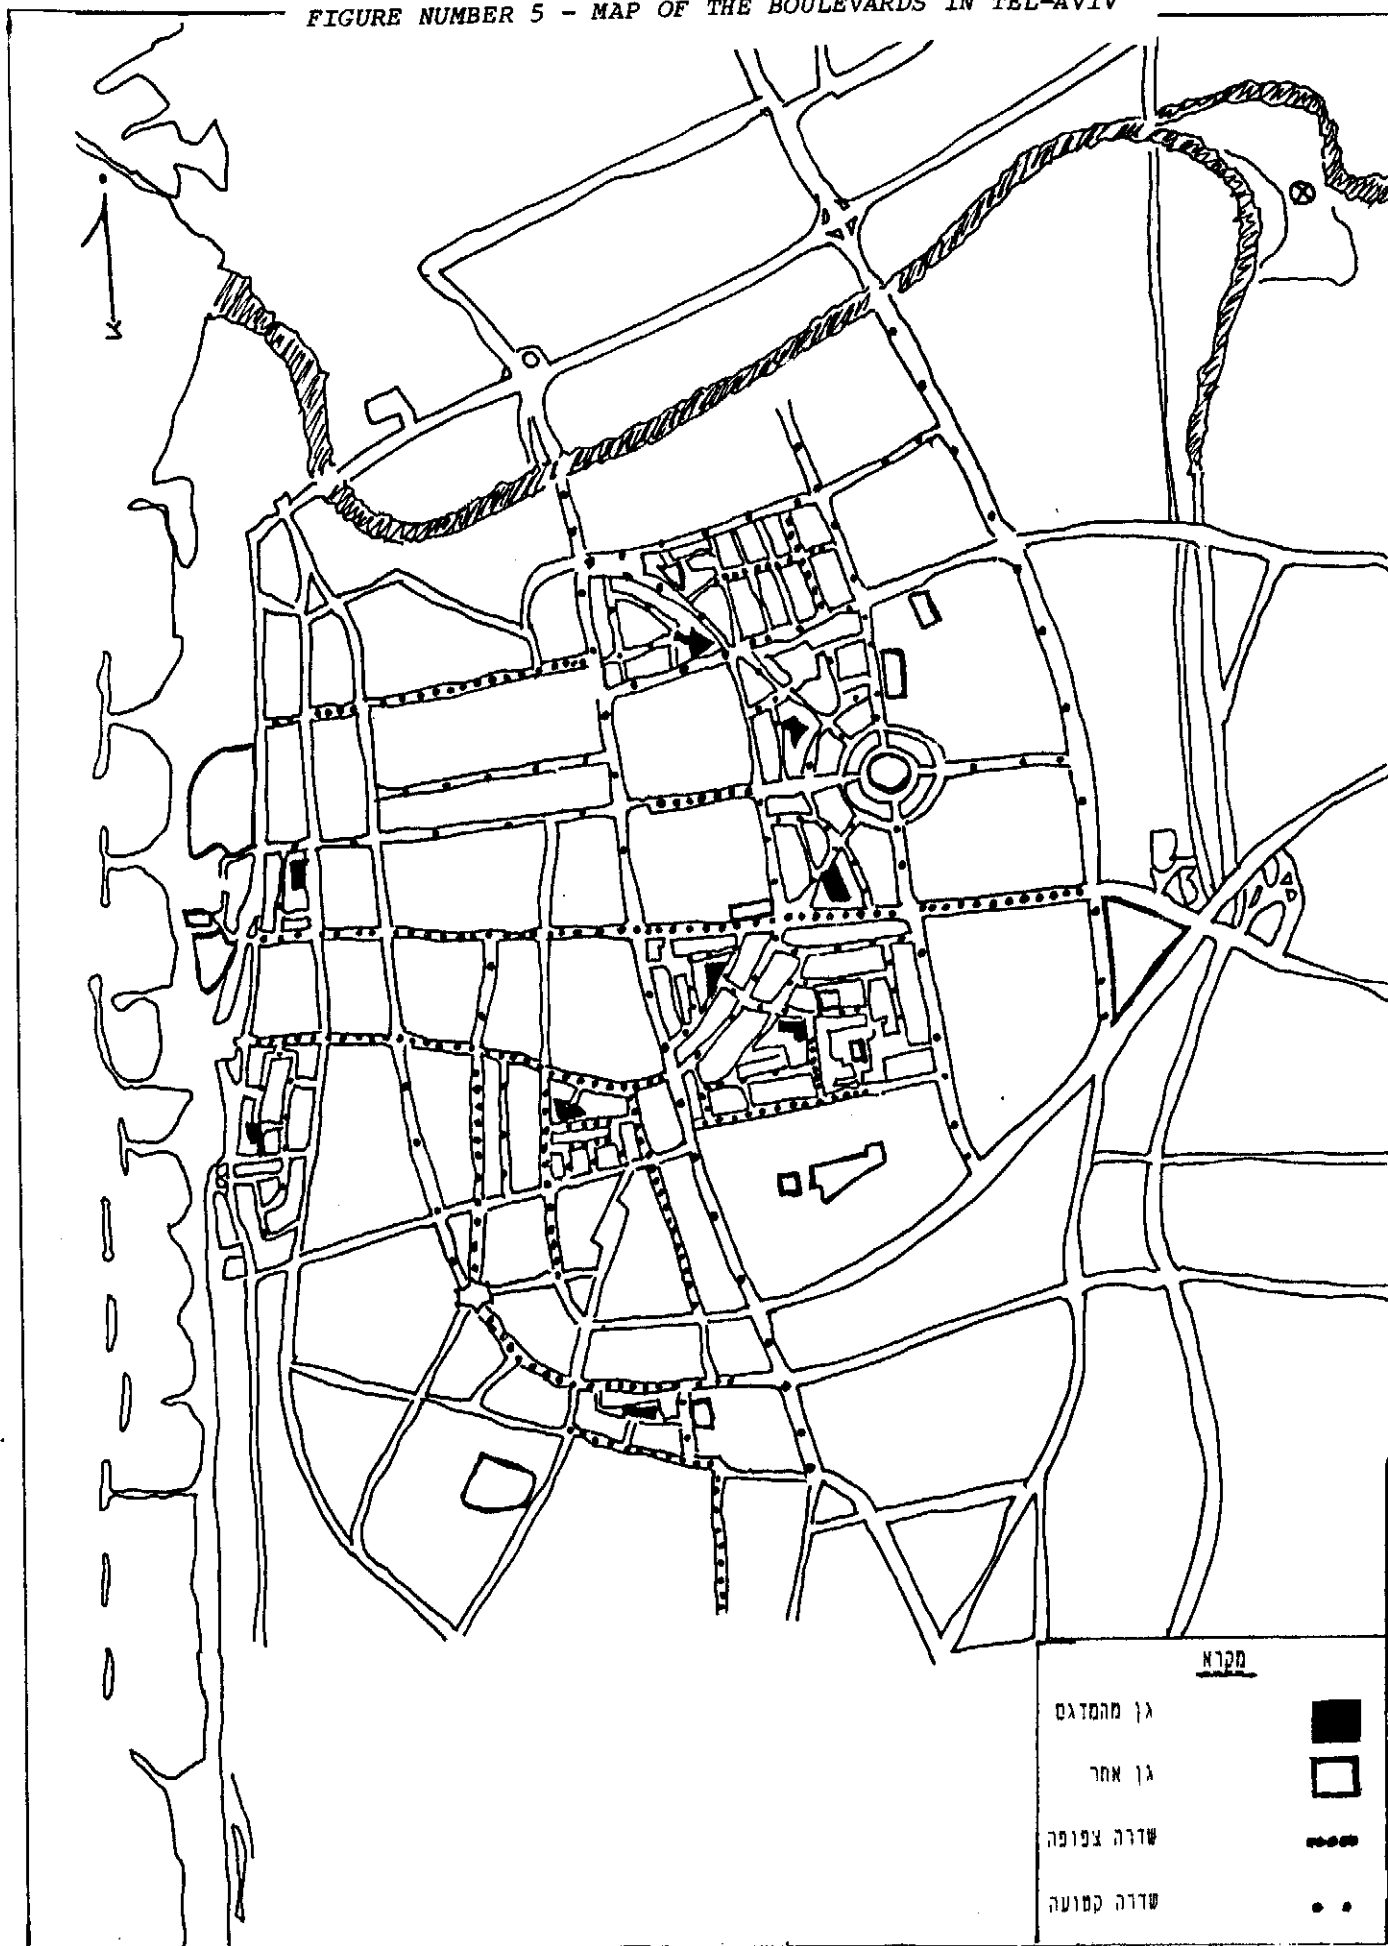 FIGURE NUMBER 5 - MAP OF THE BOULEVARDS IN TEL-AVIV
צ
מקרא
גן מהמדגם
גן אחר
שדרה צפופה
שדרה קטועה